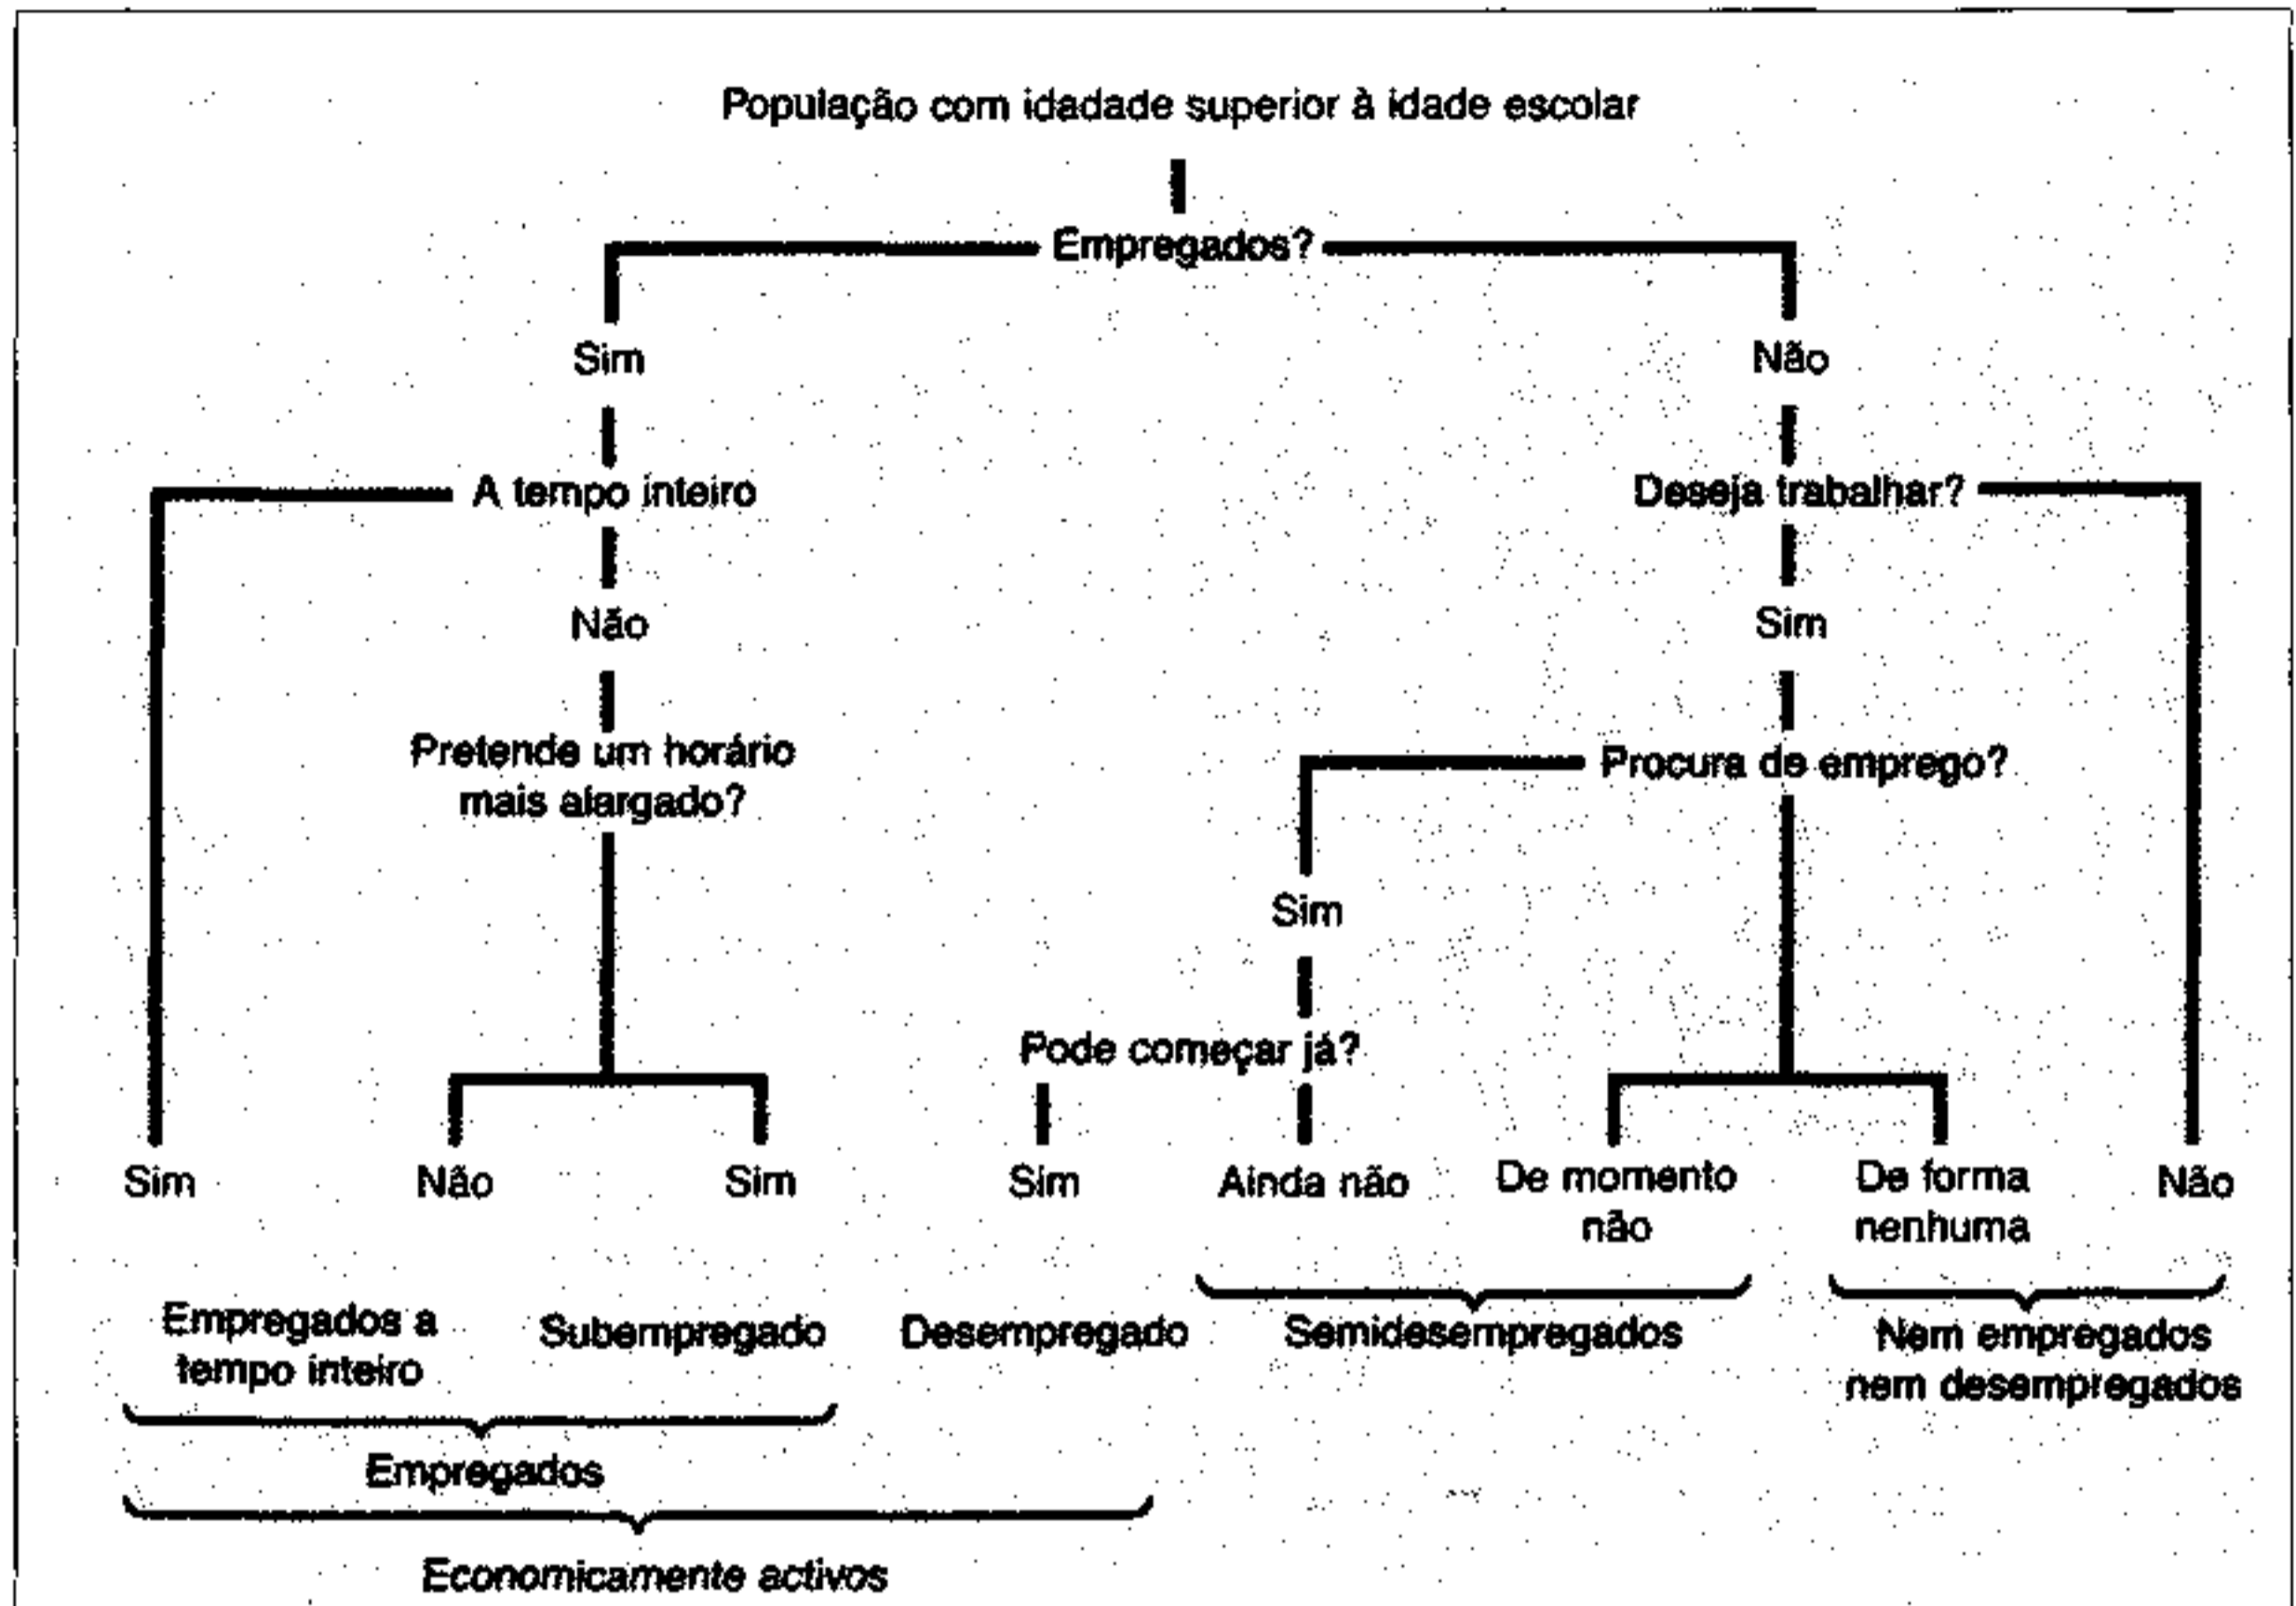 População com idadade superior à idade escolar
Empregados?
Sim
Não
A tempo inteiro
Deseja trabalhar?
Não
Sim
Pretende um horário
mais alargado?
Procura de emprego?
Sim
Pode começar já?
Sim
Não
Sim
Sim
Ainda não
De momento
não
De forma
nenhuma
Não
Empregados a
tempo inteiro
Subempregado
Desempregado
Semidesempregados
Nem empregados
nem desempregados
Empregados
Economicamente activos